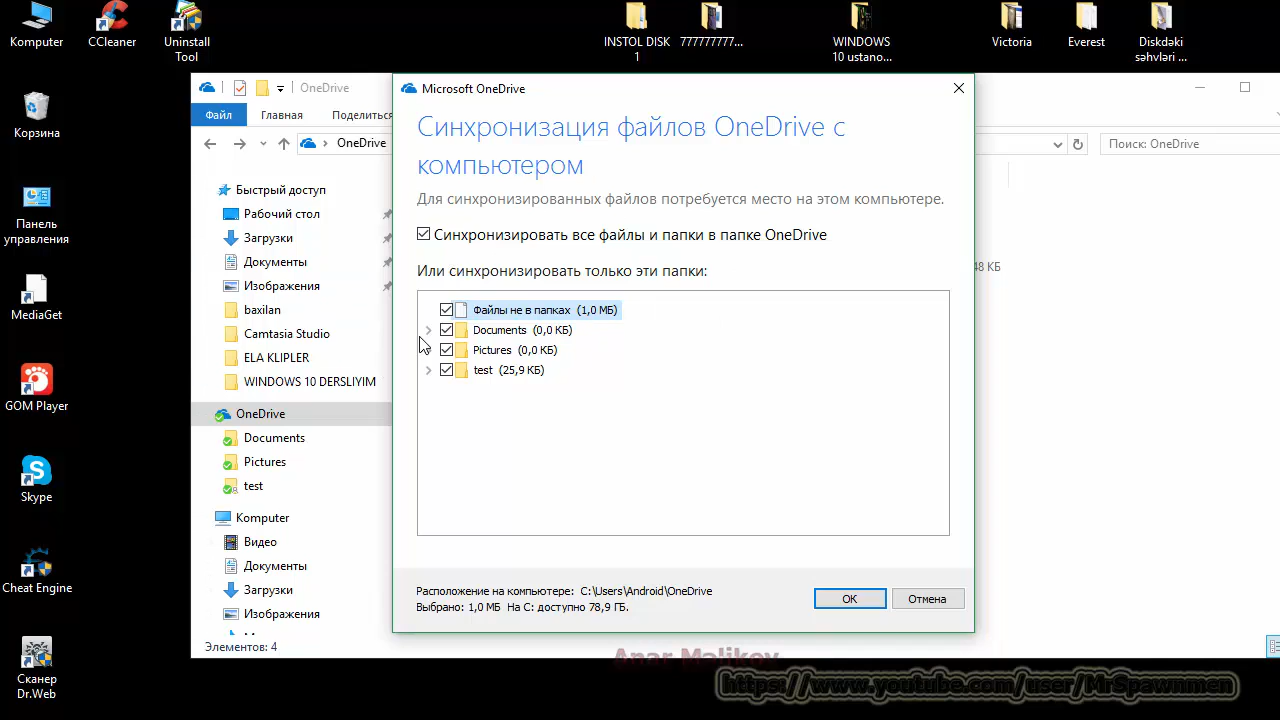 Komputer
CCleaner
Uninstall
Tool
INSTOL DISK
1
777777777...
WINDOWS
10 ustano...
Victoria
Everest
Diskdəki
səhvləri ...
Корзина
Панель
управления
MediaGet
GOM Player
Skype
Cheat Engine
Сканер
Dr.Web
OneDrive
Файл
Главная
Поделиться
OneDrive
Поиск: OneDrive
Быстрый доступ
Рабочий стол
Загрузки
Документы
Изображения
baxilan
Camtasia Studio
ELA KLIPLER
WINDOWS 10 DERSLIYIM
OneDrive
Documents
Pictures
test
Komputer
Видео
Документы
Загрузки
Изображения
Элементов: 4
48 КБ
Microsoft OneDrive
Синхронизация файлов OneDrive с
компьютером
Для синхронизированных файлов потребуется место на этом компьютере.
Синхронизировать все файлы и папки в папке OneDrive
Или синхронизировать только эти папки:
Файлы не в папках (1,0 МБ)
Documents (0,0 КБ)
Pictures (0,0 КБ)
test (25,9 КБ)
Расположение на компьютере: C:\Users\Android\OneDrive
Выбрано: 1,0 МБ На C: доступно 78,9 ГБ.
OK
Отмена
Anar Məlikov
https://www.youtube.com/user/MrSpawnmen